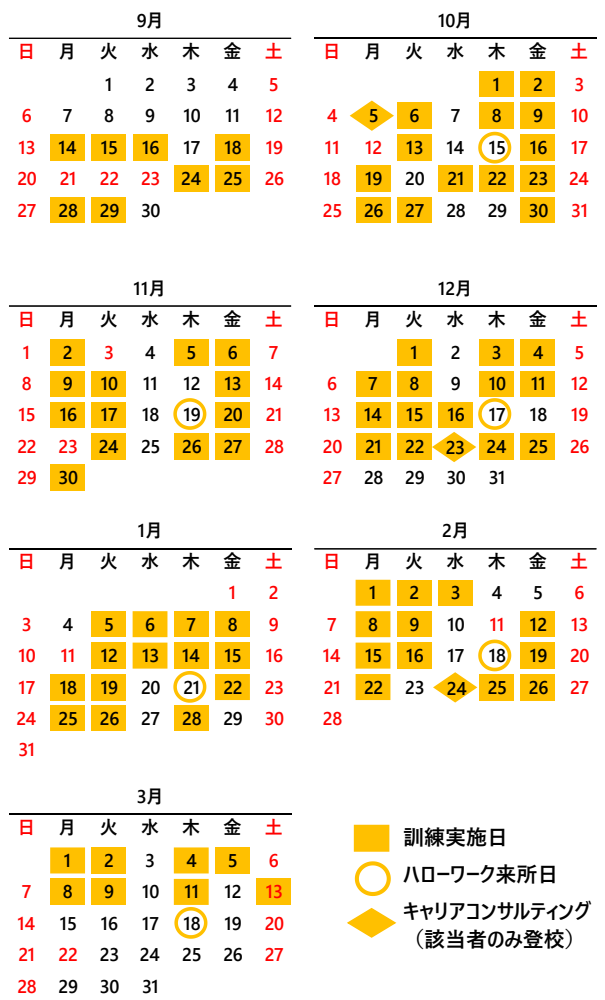 9月
日 月 火 水 木 金 土
1 2 3 4 5
6 7 8 9 10 11 12
13 14 15 16 17 18 19
20 21 22 23 24 25 26
27 28 29 30
10月
日 月 火 水 木 金 土
1 2 3
4 5 6 7 8 9 10
11 12 13 14 15 16 17
18 19 20 21 22 23 24
25 26 27 28 29 30 31
11月
日 月 火 水 木 金 土
1 2 3 4 5 6 7
8 9 10 11 12 13 14
15 16 17 18 19 20 21
22 23 24 25 26 27 28
29 30
12月
日 月 火 水 木 金 土
1 2 3 4 5
6 7 8 9 10 11 12
13 14 15 16 17 18 19
20 21 22 23 24 25 26
27 28 29 30 31
1月
日 月 火 水 木 金 土
1 2
3 4 5 6 7 8 9
10 11 12 13 14 15 16
17 18 19 20 21 22 23
24 25 26 27 28 29 30
31
2月
日 月 火 水 木 金 土
1 2 3 4 5 6
7 8 9 10 11 12 13
14 15 16 17 18 19 20
21 22 23 24 25 26 27
28
3月
日 月 火 水 木 金 土
1 2 3 4 5 6
7 8 9 10 11 12 13
14 15 16 17 18 19 20
21 22 23 24 25 26 27
28 29 30 31
訓練実施日
ハローワーク来所日
キャリアコンサルティング
（該当者のみ登校）